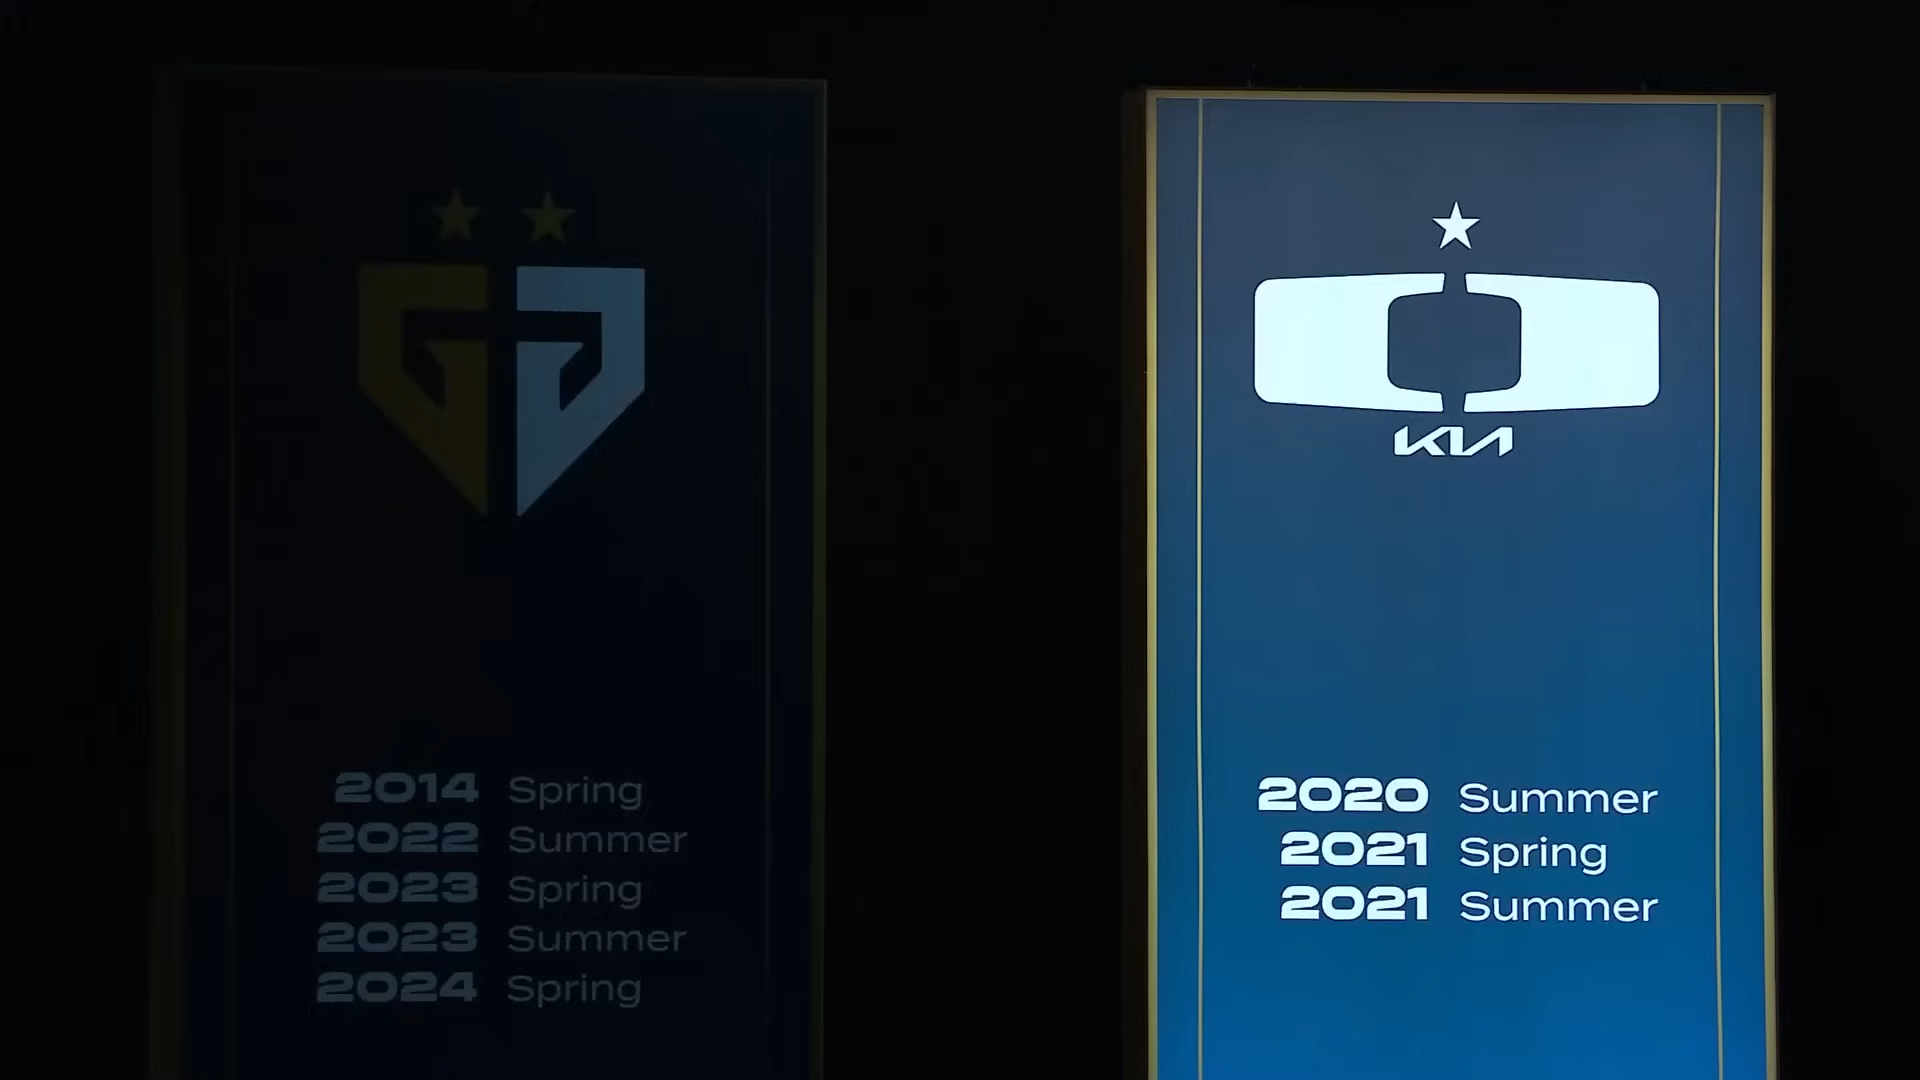 2014 Spring
2022 Summer
2023 Spring
2023 Summer
2024 Spring
KIA
2020 Summer
2021 Spring
2021 Summer